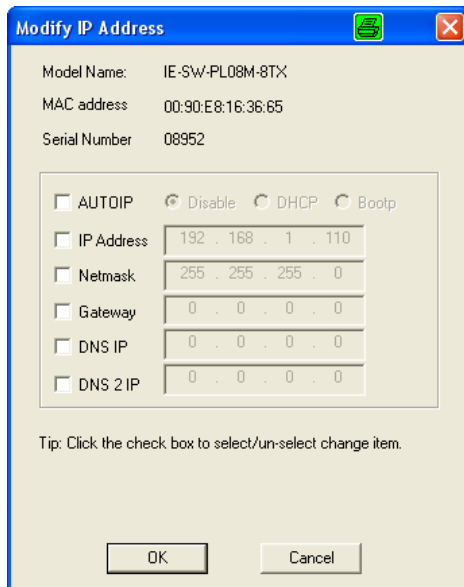 Modify IP Address
Model Name: IE-SW-PL08M-8TX
MAC address 00:90:E8:16:36:65
Serial Number 08952
AUTOIP Disable DHCP Bootp
IP Address 192 . 168 . 1 . 110
Netmask 255 . 255 . 255 . 0
Gateway 0 . 0 . 0 . 0
DNS IP 0 . 0 . 0 . 0
DNS 2 IP 0 . 0 . 0 . 0
Tip: Click the check box to select/un-select change item.
OK Cancel